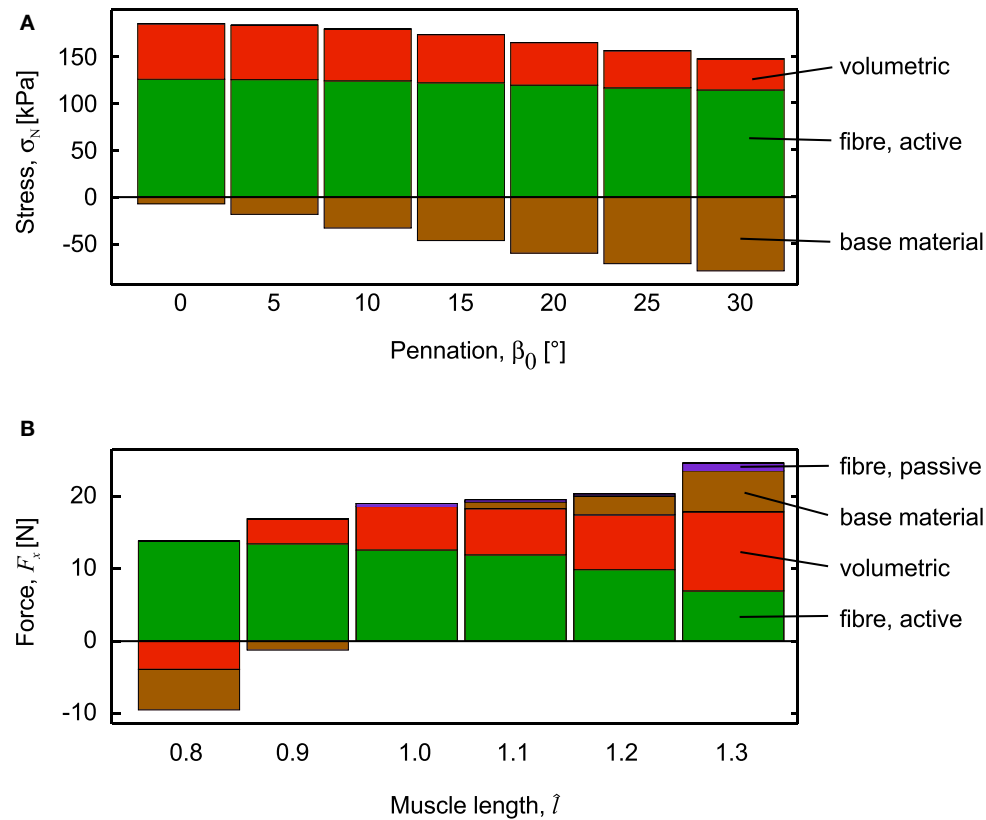 A
Stress, σN [kPa]
150
100
50
0
-50
volumetric
fibre, active
base material
0 5 10 15 20 25 30
Pennation, β0 [°]
B
Force, Fx [N]
20
10
0
-10
fibre, passive
base material
volumetric
fibre, active
0.8 0.9 1.0 1.1 1.2 1.3
Muscle length, l̂